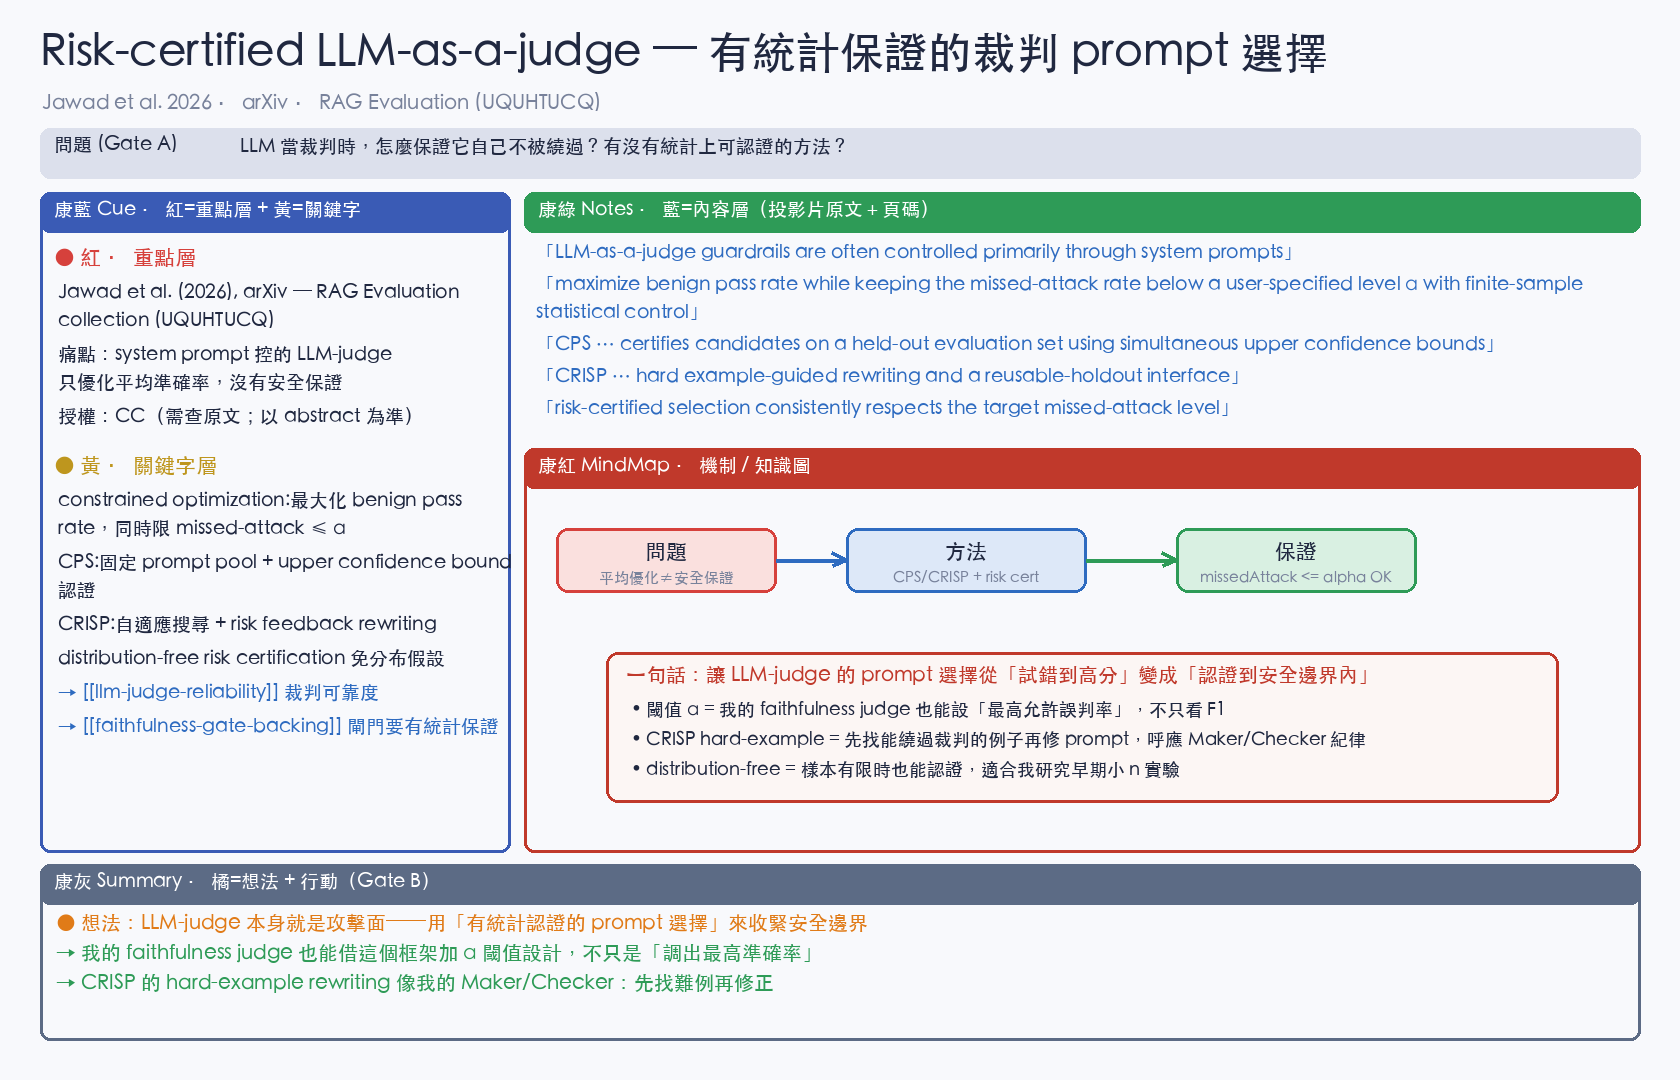 Risk-certified LLM-as-a-judge — 有統計保證的裁判 prompt 選擇
Jawad et al. 2026 · arXiv · RAG Evaluation (UQUHTUCQ)
問題 (Gate A) LLM 當裁判時，怎麼保證它自己不被繞過？有沒有統計上可認證的方法？
康藍 Cue · 紅=重點層 + 黃=關鍵字
● 紅 · 重點層
Jawad et al. (2026), arXiv — RAG Evaluation
collection (UQUHTUCQ)
痛點：system prompt 控的 LLM-judge
只優化平均準確率，沒有安全保證
授權：CC（需查原文；以 abstract 為準）
● 黃 · 關鍵字層
constrained optimization:最大化 benign pass
rate，同時限 missed-attack ≤ α
CPS:固定 prompt pool + upper confidence bound
認證
CRISP:自適應搜尋 + risk feedback rewriting
distribution-free risk certification 免分布假設
→ [[llm-judge-reliability]] 裁判可靠度
→ [[faithfulness-gate-backing]] 閘門要有統計保證
康綠 Notes · 藍=內容層（投影片原文 + 頁碼）
「LLM-as-a-judge guardrails are often controlled primarily through system prompts」
「maximize benign pass rate while keeping the missed-attack rate below a user-specified level α with finite-sample
statistical control」
「CPS … certifies candidates on a held-out evaluation set using simultaneous upper confidence bounds」
「CRISP … hard example-guided rewriting and a reusable-holdout interface」
「risk-certified selection consistently respects the target missed-attack level」
康紅 MindMap · 機制 / 知識圖
問題
平均優化≠安全保證
方法
CPS/CRISP + risk cert
保證
missedAttack <= alpha OK
一句話：讓 LLM-judge 的 prompt 選擇從「試錯到高分」變成「認證到安全邊界內」
• 閾值 α = 我的 faithfulness judge 也能設「最高允許誤判率」，不只看 F1
• CRISP hard-example = 先找能繞過裁判的例子再修 prompt，呼應 Maker/Checker 紀律
• distribution-free = 樣本有限時也能認證，適合我研究早期小 n 實驗
康灰 Summary · 橘=想法 + 行動（Gate B）
● 想法：LLM-judge 本身就是攻擊面——用「有統計認證的 prompt 選擇」來收緊安全邊界
→ 我的 faithfulness judge 也能借這個框架加 α 閾值設計，不只是「調出最高準確率」
→ CRISP 的 hard-example rewriting 像我的 Maker/Checker：先找難例再修正